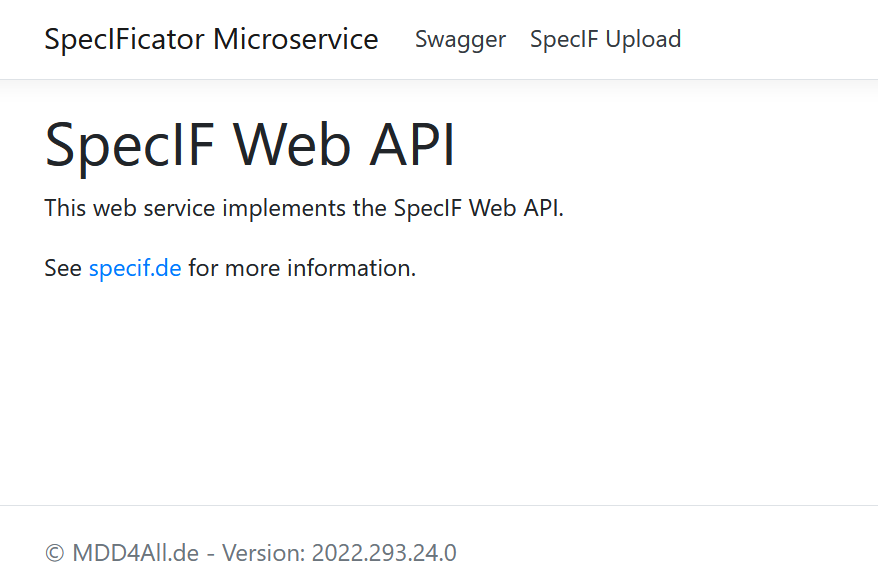 SpecIFicator Microservice Swagger SpecIF Upload
SpecIF Web API
This web service implements the SpecIF Web API.
See specif.de for more information.
© MDD4All.de - Version: 2022.293.24.0